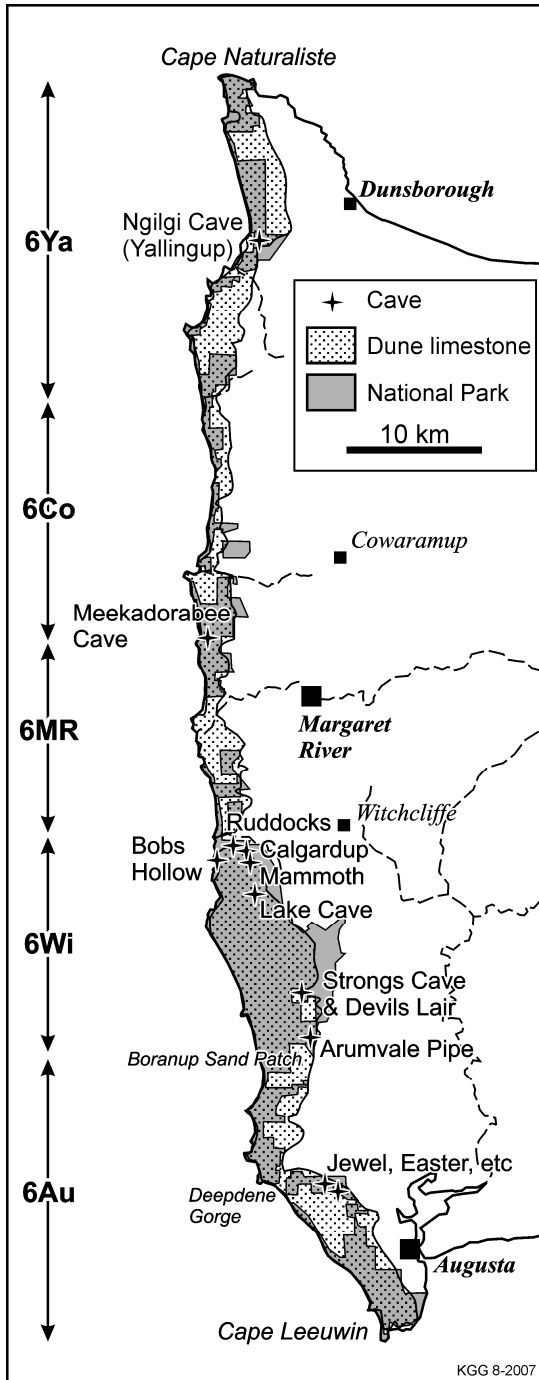 Cape Naturaliste
Dunsborough
Ngilgi Cave
(Yallingup)
6Ya
Cave
Dune limestone
National Park
10 km
6Co
Cowaramup
Meekadorabee
Cave
6MR
Margaret
River
Ruddocks
Witchcliffe
Bobs
Hollow
Calgardup
Mammoth
Lake Cave
6Wi
Strongs Cave
& Devils Lair
Arumvale Pipe
Boranup Sand Patch
Jewel, Easter, etc
6Au
Deepdene
Gorge
Augusta
Cape Leeuwin
KGG 8-2007